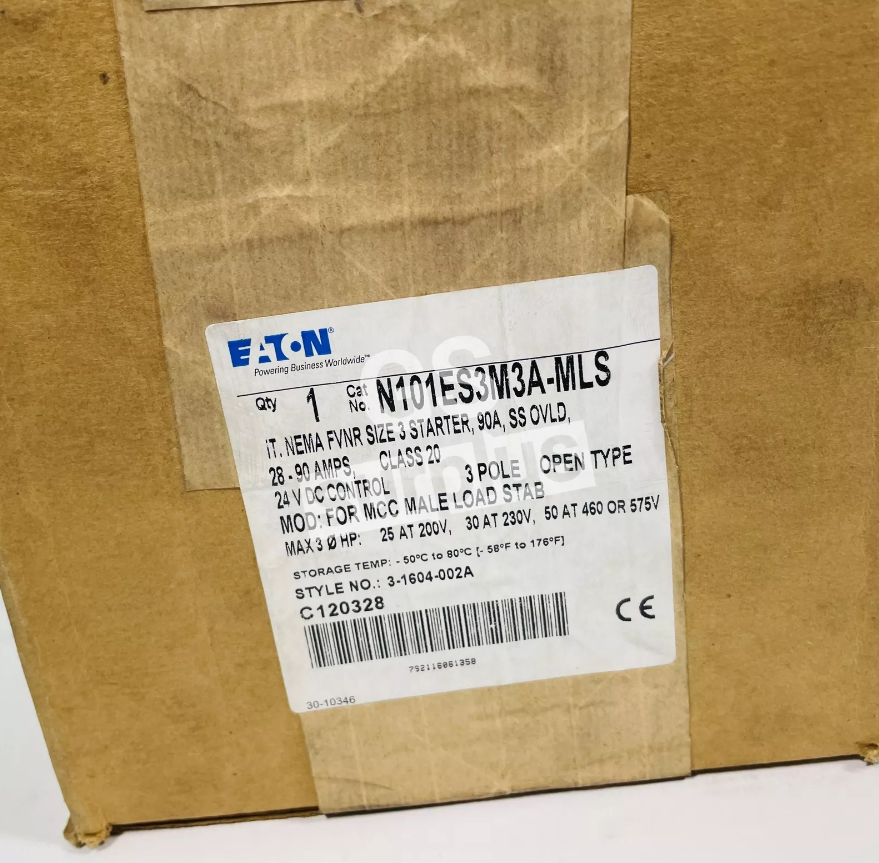 EATON®
Powering Business Worldwide™
Qty 1 Cat No. N101ES3M3A-MLS
IT. NEMA FVNR SIZE 3 STARTER, 90A, SS OVLD,
28 - 90 AMPS, CLASS 20
24 V DC CONTROL 3 POLE OPEN TYPE
MOD: FOR MCC MALE LOAD STAB
MAX 3 Ø HP: 25 AT 200V, 30 AT 230V, 50 AT 460 OR 575V
STORAGE TEMP: - 50°C to 80°C [- 58°F to 176°F]
STYLE NO.: 3-1604-002A
C120328
CE
782116061358
30-10346